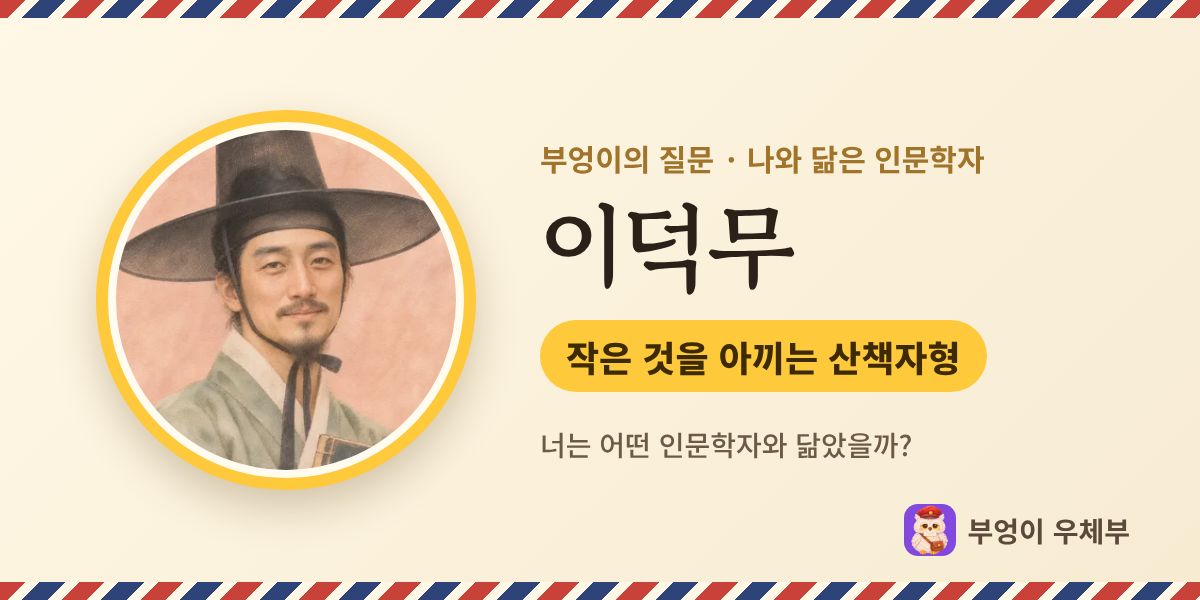 부엉이의 질문 · 나와 닮은 인문학자
이덕무
작은 것을 아끼는 산책자형
너는 어떤 인문학자와 닮았을까?
부엉이 우체부